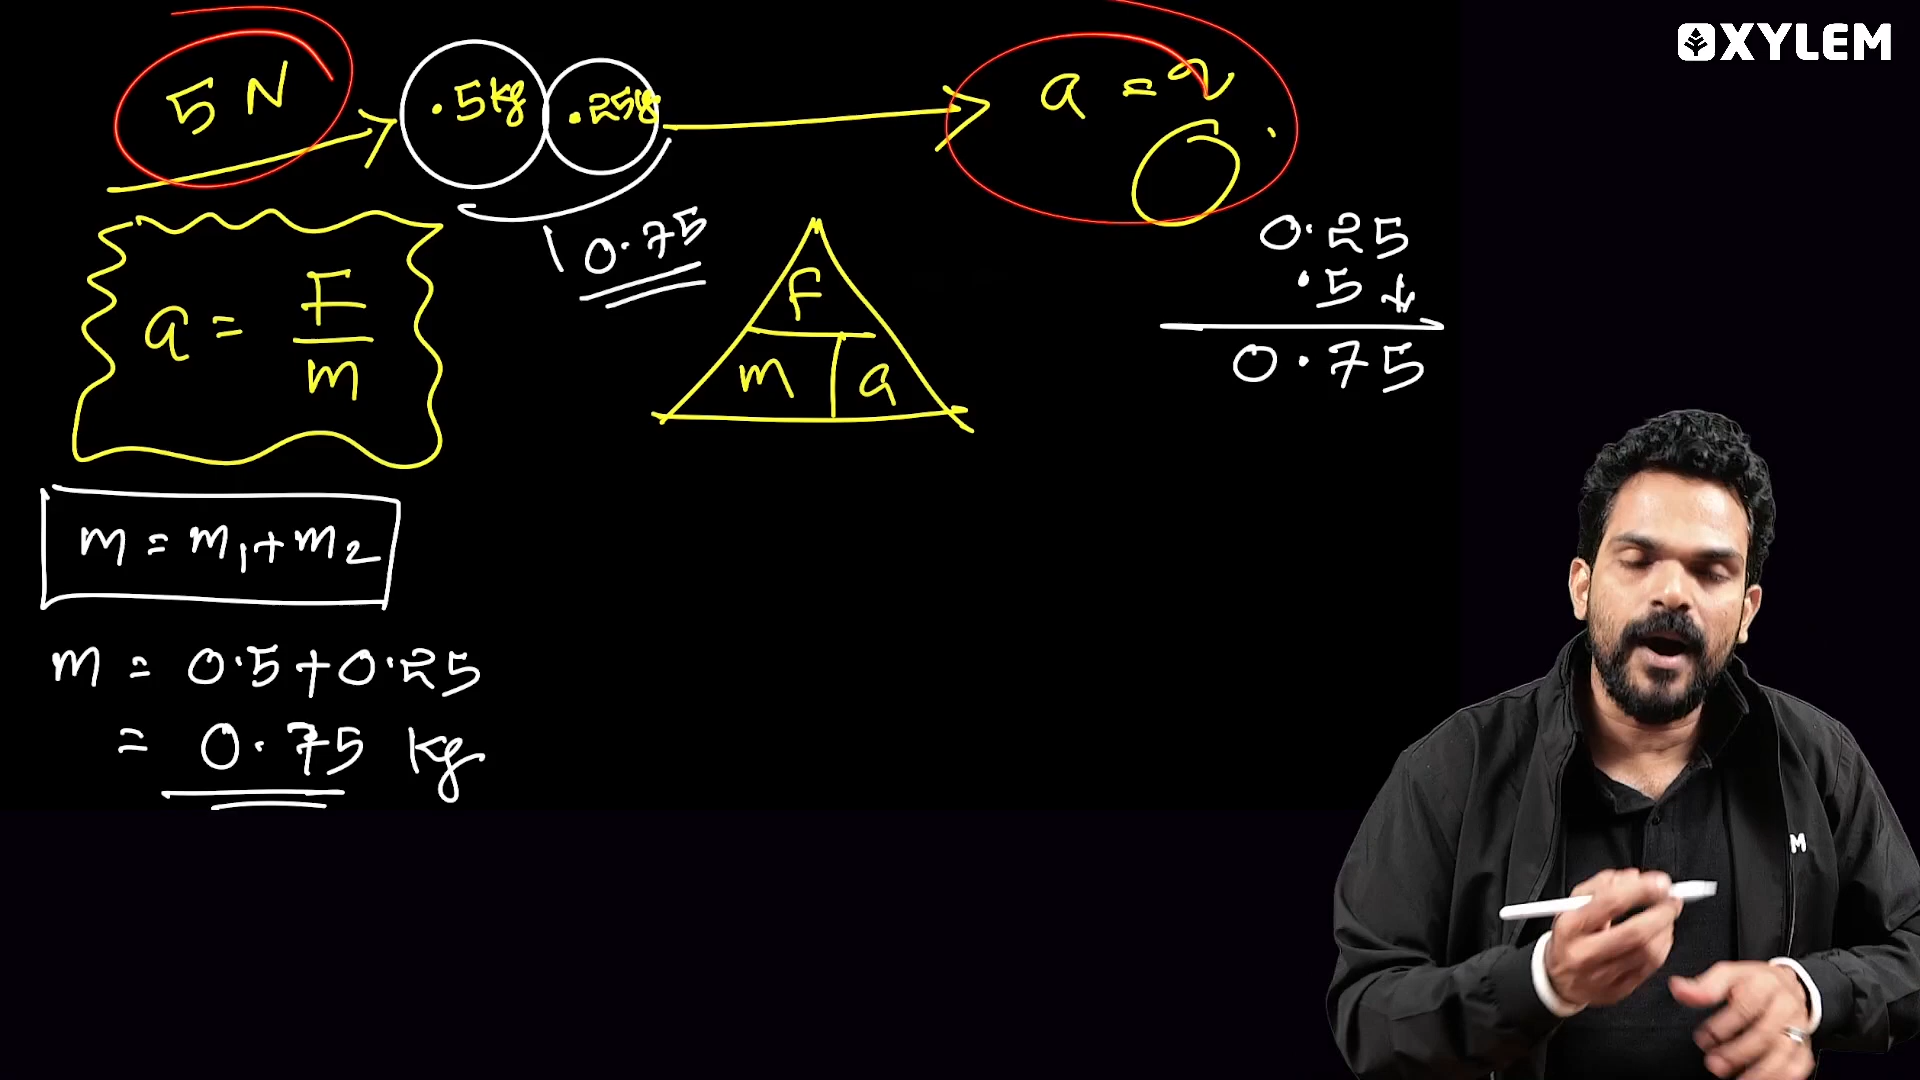 OXYLEM
5 N
.5kg
.25kg
a =
0.75
0.25
.5
0.75
a = F/m
F
m
a
m = m1+m2
m = 0.5+0.25
= 0.75 kg
M